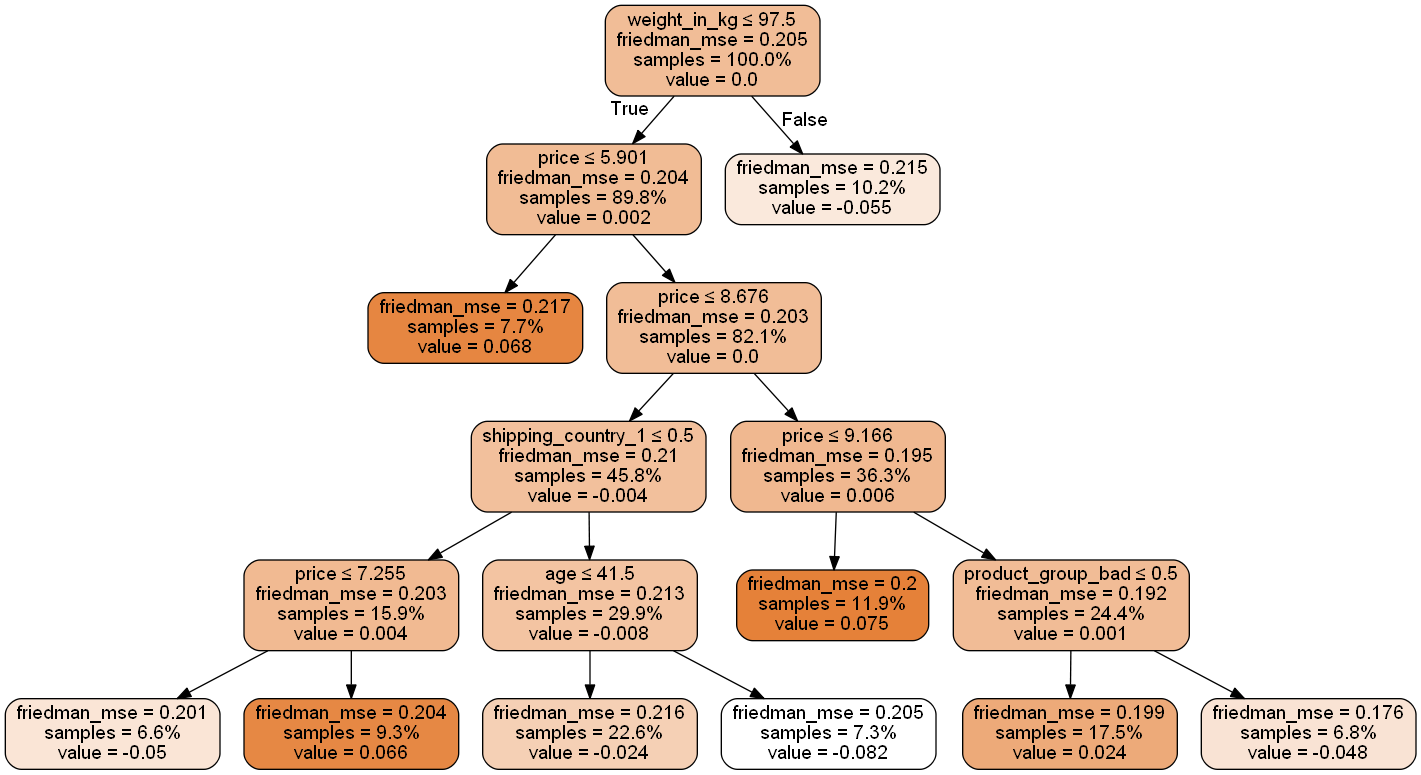 weight_in_kg ≤ 97.5
friedman_mse = 0.205
samples = 100.0%
value = 0.0
True
False
price ≤ 5.901
friedman_mse = 0.204
samples = 89.8%
value = 0.002
friedman_mse = 0.215
samples = 10.2%
value = -0.055
friedman_mse = 0.217
samples = 7.7%
value = 0.068
price ≤ 8.676
friedman_mse = 0.203
samples = 82.1%
value = 0.0
shipping_country_1 ≤ 0.5
friedman_mse = 0.21
samples = 45.8%
value = -0.004
price ≤ 9.166
friedman_mse = 0.195
samples = 36.3%
value = 0.006
price ≤ 7.255
friedman_mse = 0.203
samples = 15.9%
value = 0.004
age ≤ 41.5
friedman_mse = 0.213
samples = 29.9%
value = -0.008
friedman_mse = 0.2
samples = 11.9%
value = 0.075
product_group_bad ≤ 0.5
friedman_mse = 0.192
samples = 24.4%
value = 0.001
friedman_mse = 0.201
samples = 6.6%
value = -0.05
friedman_mse = 0.204
samples = 9.3%
value = 0.066
friedman_mse = 0.216
samples = 22.6%
value = -0.024
friedman_mse = 0.205
samples = 7.3%
value = -0.082
friedman_mse = 0.199
samples = 17.5%
value = 0.024
friedman_mse = 0.176
samples = 6.8%
value = -0.048